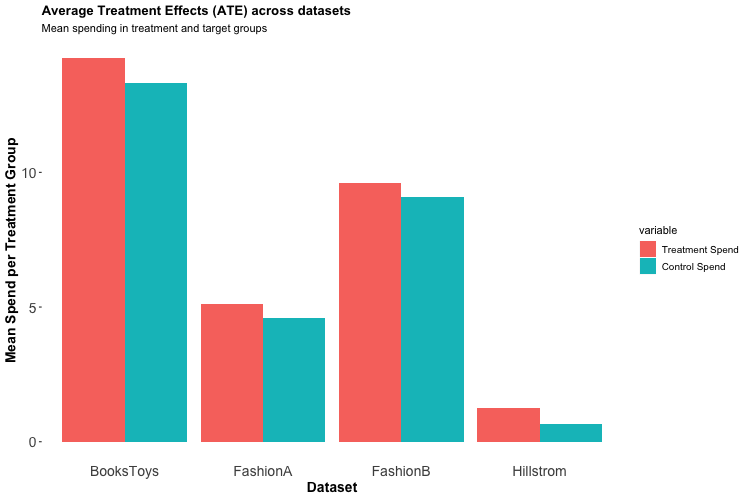 Average Treatment Effects (ATE) across datasets
Mean spending in treatment and target groups
Mean Spend per Treatment Group
10
5
0
BooksToys
FashionA
FashionB
Hillstrom
Dataset
variable
Treatment Spend
Control Spend